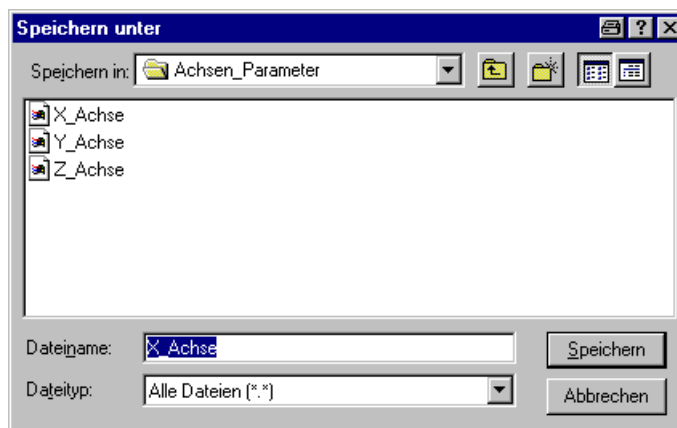 Speichern unter
Speichern in: Achsen_Parameter
X_Achse
Y_Achse
Z_Achse
Dateiname: X_Achse Speichern
Dateityp: Alle Dateien (*.*) Abbrechen